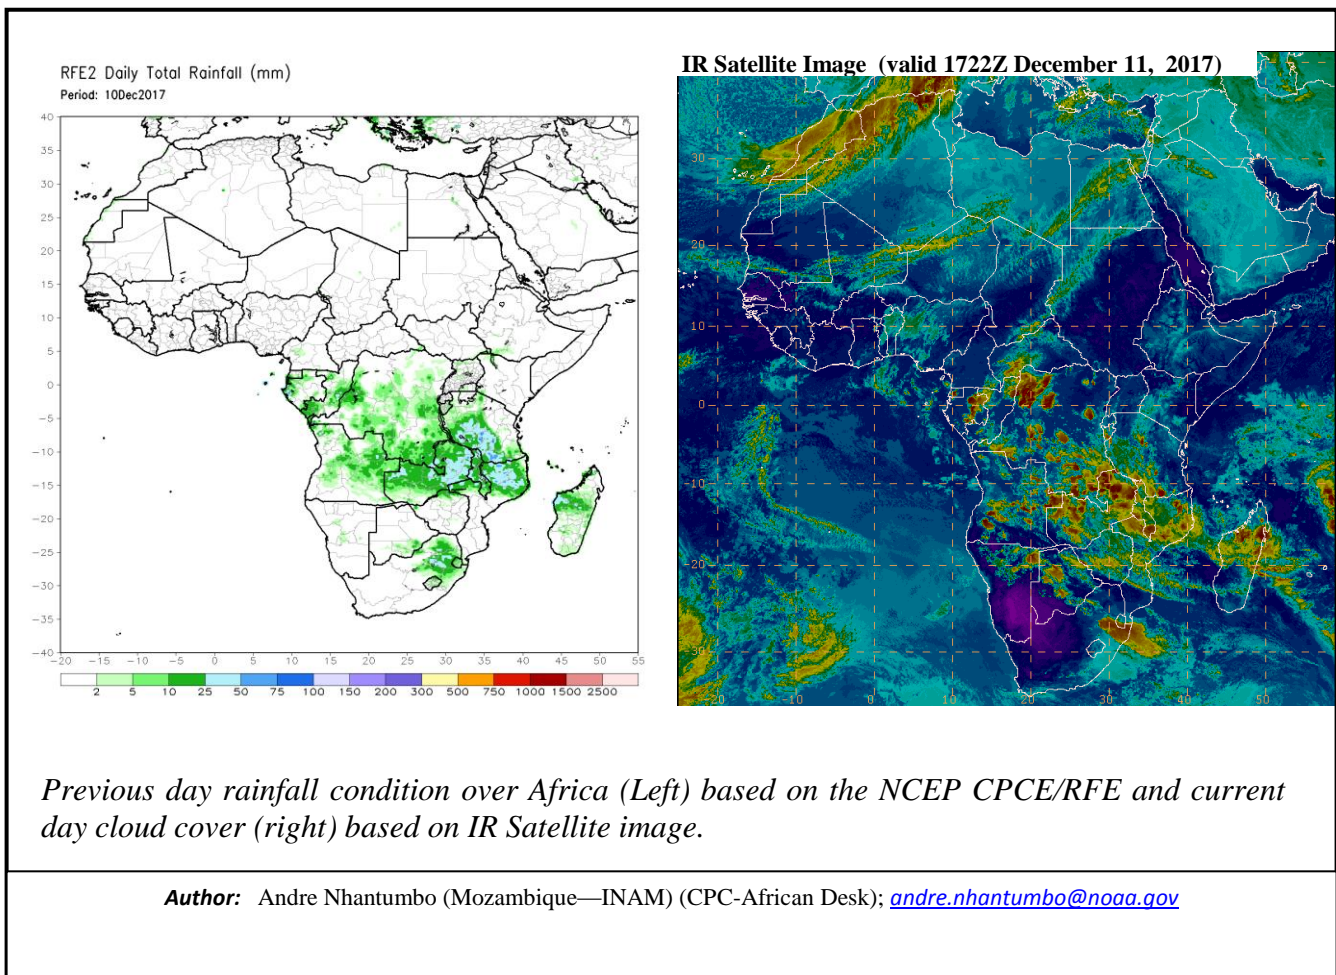 RFE2 Daily Total Rainfall (mm)
Period: 10Dec2017
40
35
30
25
20
15
10
5
0
-5
-10
-15
-20
-25
-30
-35
-40
-20 -15 -10 -5 0 5 10 15 20 25 30 35 40 45 50 55
2 5 10 25 50 75 100 150 200 300 500 750 1000 1500 2500
IR Satellite Image (valid 1722Z December 11, 2017)
30
20
10
0
-10
-20
-30
-20 -10 0 10 20 30 40 50
Previous day rainfall condition over Africa (Left) based on the NCEP CPCE/RFE and current
day cloud cover (right) based on IR Satellite image.
Author: Andre Nhantumbo (Mozambique—INAM) (CPC-African Desk); andre.nhantumbo@noaa.gov